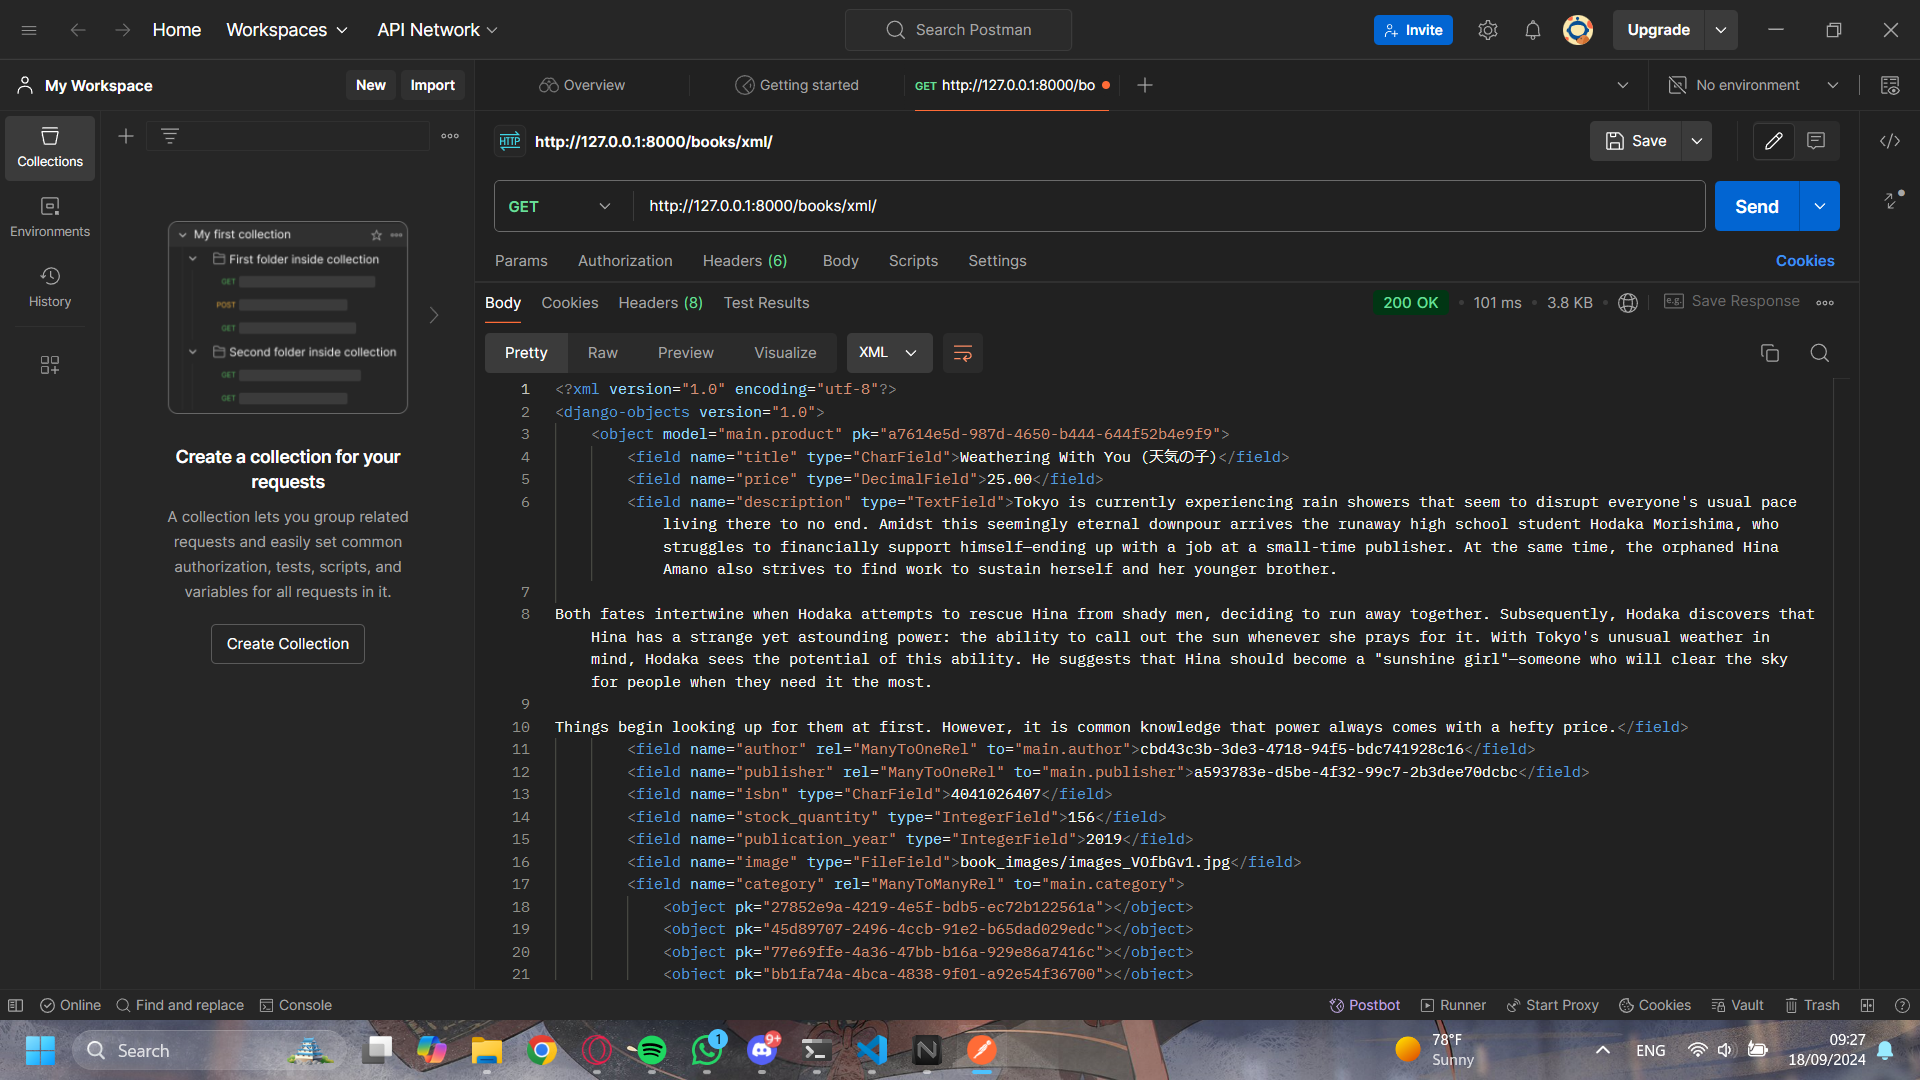 Home Workspaces API Network Search Postman Invite Upgrade
My Workspace New Import Overview Getting started GET http://127.0.0.1:8000/bo No environment
Collections
Environments
History
My first collection
First folder inside collection
GET
POST
GET
Second folder inside collection
GET
GET
Create a collection for your
requests
A collection lets you group related
requests and easily set common
authorization, tests, scripts, and
variables for all requests in it.
Create Collection
HTTP http://127.0.0.1:8000/books/xml/ Save
GET http://127.0.0.1:8000/books/xml/ Send
Params Authorization Headers (6) Body Scripts Settings Cookies
Body Cookies Headers (8) Test Results 200 OK 101 ms 3.8 KB e.g. Save Response
Pretty Raw Preview Visualize XML
1 <?xml version="1.0" encoding="utf-8"?>
2 <django-objects version="1.0">
3 <object model="main.product" pk="a7614e5d-987d-4650-b444-644f52b4e9f9">
4 <field name="title" type="CharField">Weathering With You (天気の子)</field>
5 <field name="price" type="DecimalField">25.00</field>
6 <field name="description" type="TextField">Tokyo is currently experiencing rain showers that seem to disrupt everyone's usual pace
living there to no end. Amidst this seemingly eternal downpour arrives the runaway high school student Hodaka Morishima, who
struggles to financially support himself—ending up with a job at a small-time publisher. At the same time, the orphaned Hina
Amano also strives to find work to sustain herself and her younger brother.
7
8 Both fates intertwine when Hodaka attempts to rescue Hina from shady men, deciding to run away together. Subsequently, Hodaka discovers that
Hina has a strange yet astounding power: the ability to call out the sun whenever she prays for it. With Tokyo's unusual weather in
mind, Hodaka sees the potential of this ability. He suggests that Hina should become a "sunshine girl"—someone who will clear the sky
for people when they need it the most.
9
10 Things begin looking up for them at first. However, it is common knowledge that power always comes with a hefty price.</field>
11 <field name="author" rel="ManyToOneRel" to="main.author">cbd43c3b-3de3-4718-94f5-bdc741928c16</field>
12 <field name="publisher" rel="ManyToOneRel" to="main.publisher">a593783e-d5be-4f32-99c7-2b3dee70dcbc</field>
13 <field name="isbn" type="CharField">4041026407</field>
14 <field name="stock_quantity" type="IntegerField">156</field>
15 <field name="publication_year" type="IntegerField">2019</field>
16 <field name="image" type="FileField">book_images/images_VOfbGv1.jpg</field>
17 <field name="category" rel="ManyToManyRel" to="main.category">
18 <object pk="27852e9a-4219-4e5f-bdb5-ec72b122561a"></object>
19 <object pk="45d89707-2496-4ccb-91e2-b65dad029edc"></object>
20 <object pk="77e69ffe-4a36-47bb-b16a-929e86a7416c"></object>
21 <object pk="bb1fa74a-4bca-4838-9f01-a92e54f36700"></object>
Online Find and replace Console Postbot Runner Start Proxy Cookies Vault Trash
Search 1 9+ 78°F ENG 09:27
Sunny 18/09/2024